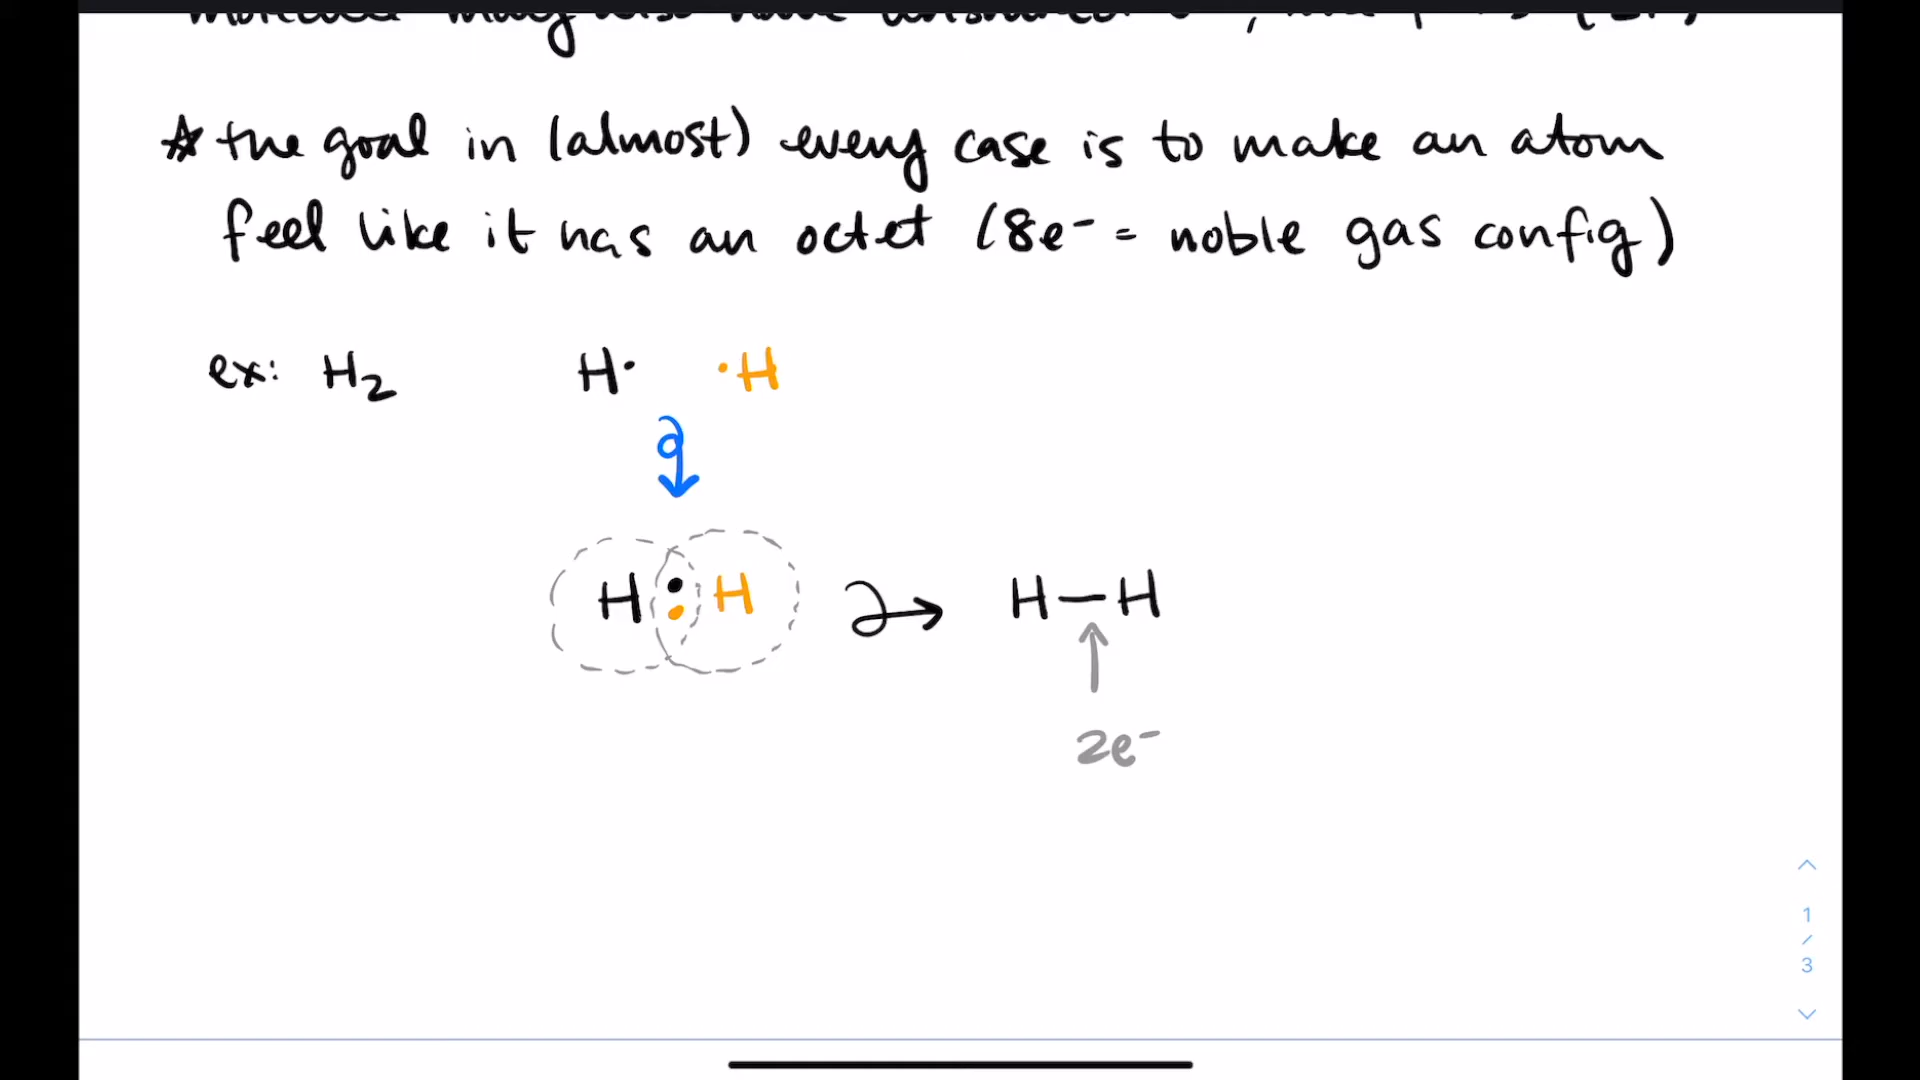 ☆ the goal in (almost) every case is to make an atom
feel like it has an octet (8e⁻ = noble gas config)
ex: H₂ H· ·H
H : H → H—H
2e⁻
1
/
3